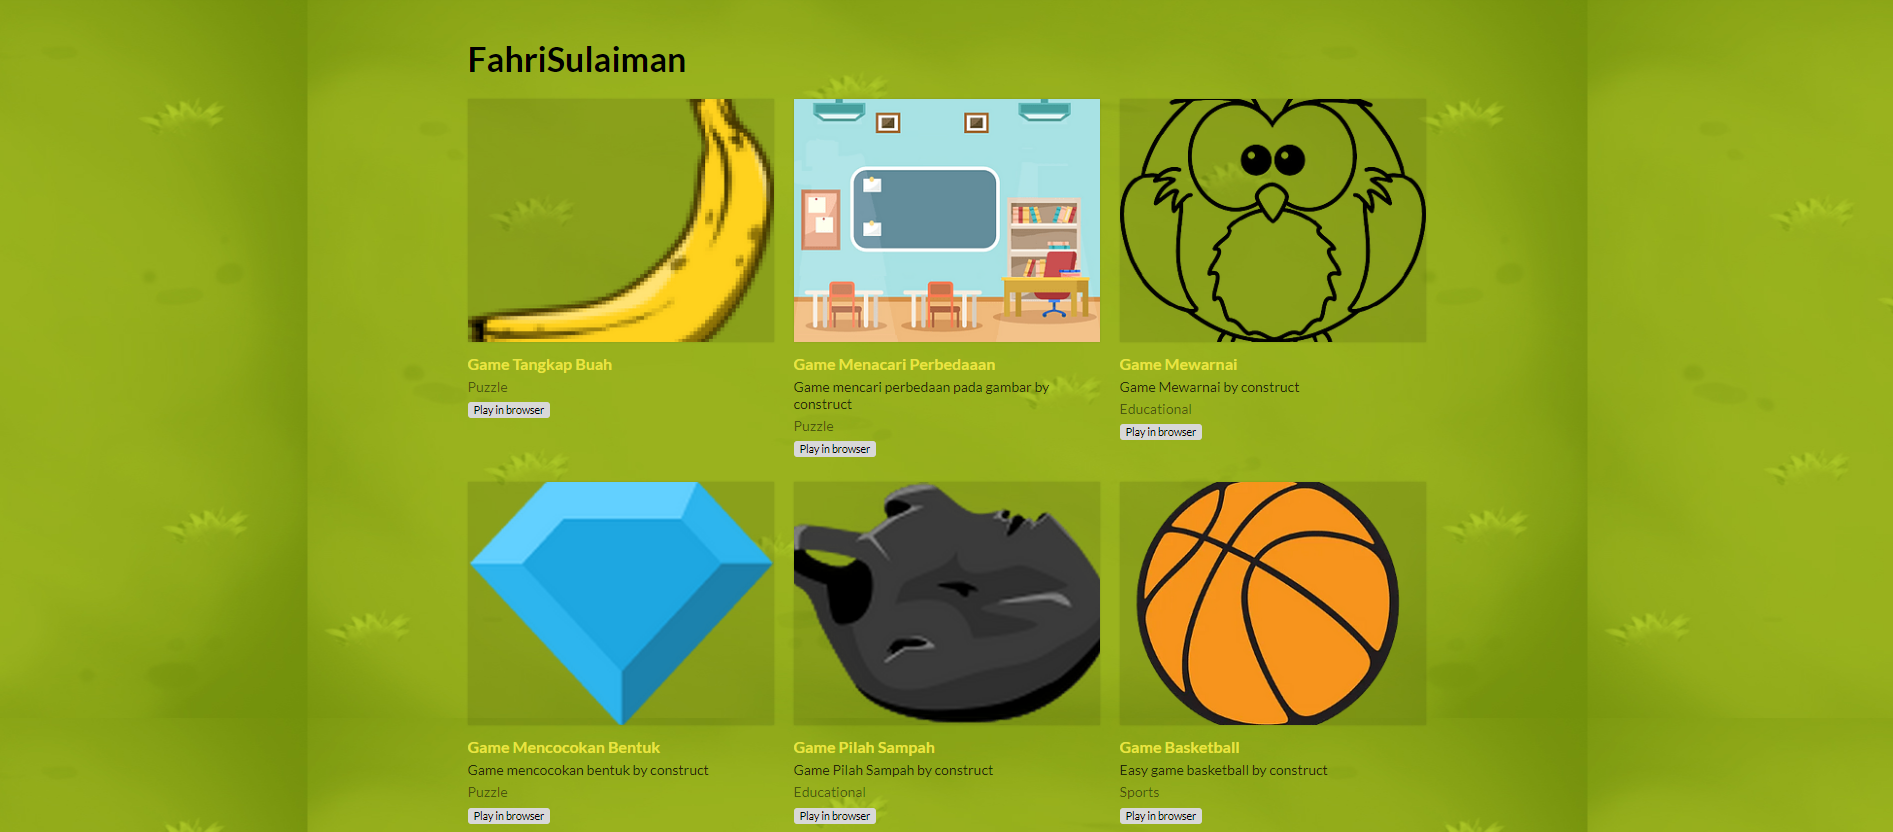 FahriSulaiman
Game Tangkap Buah
Puzzle
Play in browser
Game Menacari Perbedaaan
Game mencari perbedaan pada gambar by
construct
Puzzle
Play in browser
Game Mewarnai
Game Mewarnai by construct
Educational
Play in browser
Game Mencocokan Bentuk
Game mencocokan bentuk by construct
Puzzle
Play in browser
Game Pilah Sampah
Game Pilah Sampah by construct
Educational
Play in browser
Game Basketball
Easy game basketball by construct
Sports
Play in browser